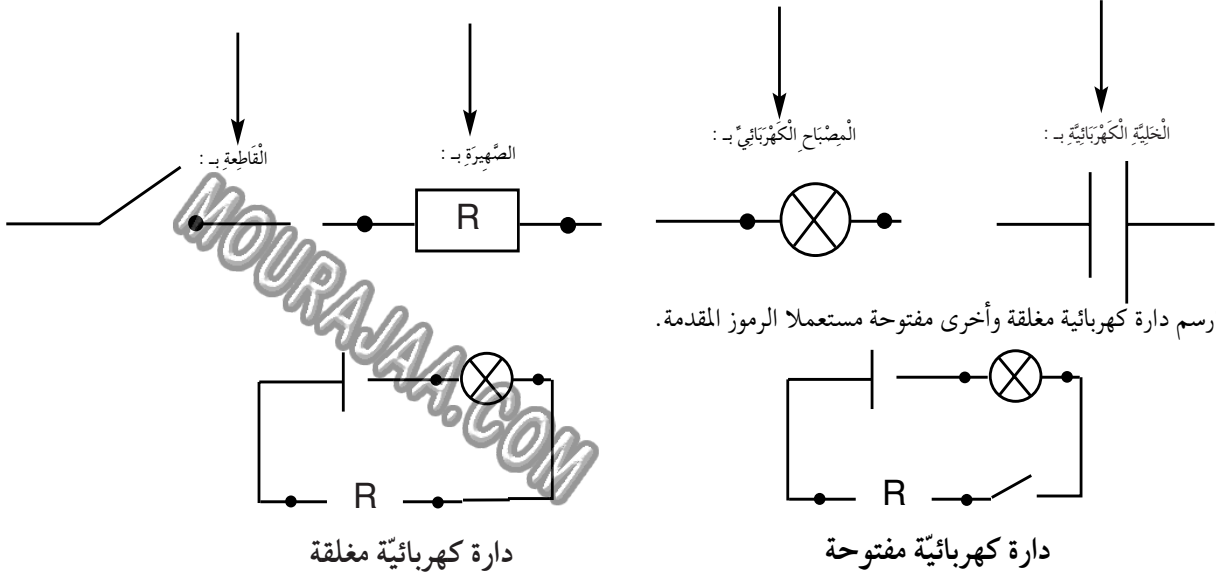 الْخَلِيَّةِ الْكَهْرَبَائِيَّةِ بـ :
الْمِصْبَاحِ الْكَهْرَبَائِيِّ بـ :
الصَّهِيرَةِ بـ :
الْقَاطِعةِ بـ :
R
MOURAJAA.COM
رسم دارة كهربائية مغلقة وأخرى مفتوحة مستعملا الرموز المقدمة.
R
R
دارة كهربائيّة مفتوحة
دارة كهربائيّة مغلقة